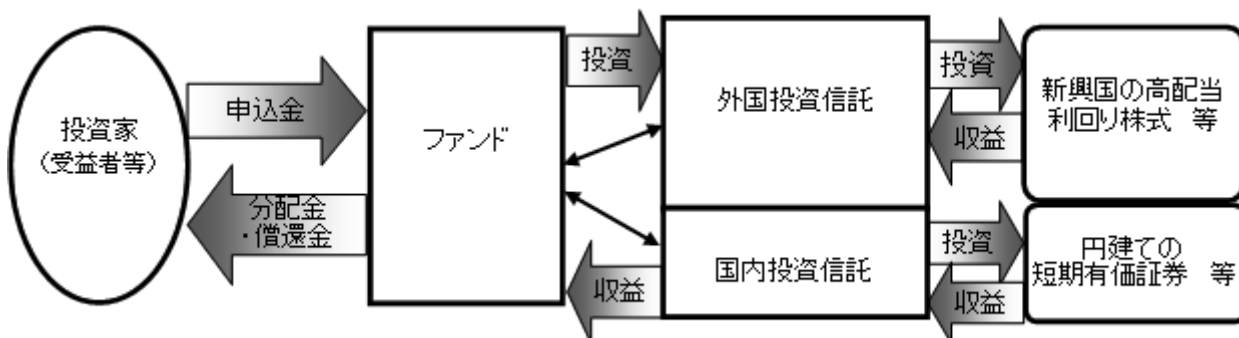 投資家
(受益者等)
申込金
分配金
・償還金
ファンド
投資
収益
外国投資信託
国内投資信託
投資
収益
新興国の高配当
利回り株式 等
投資
収益
円建ての
短期有価証券 等